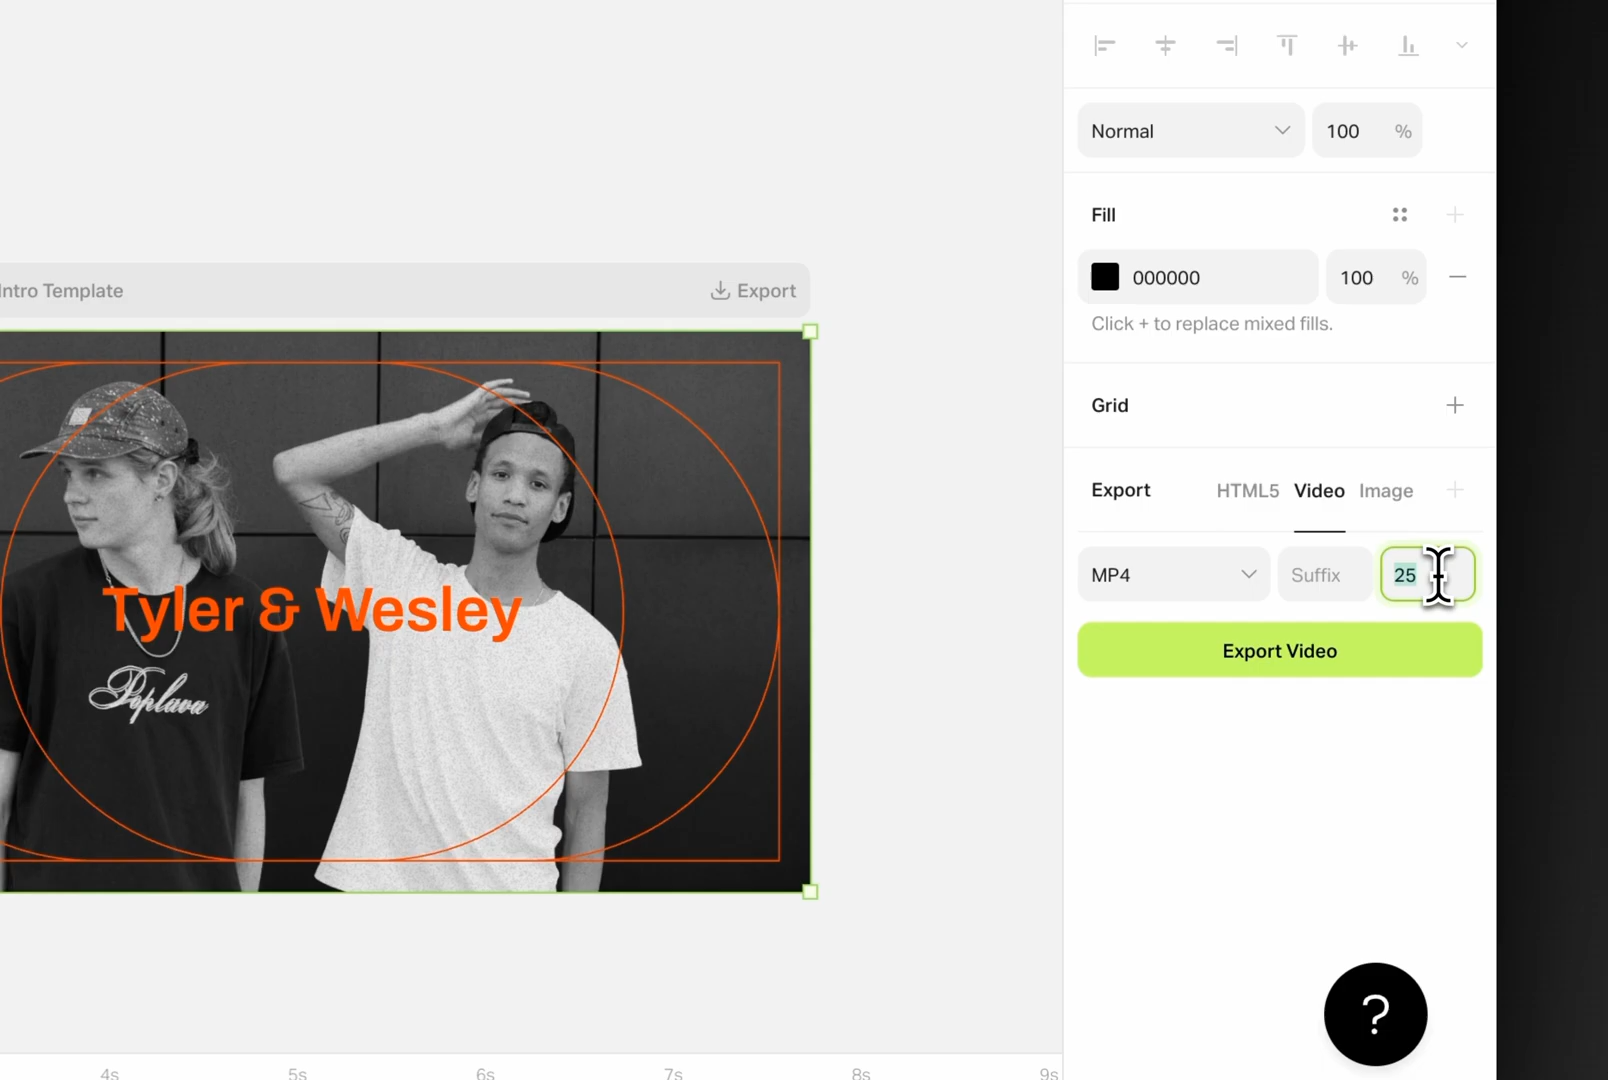 Normal
100 %
Fill
000000
100 %
Click + to replace mixed fills.
Grid
Export HTML5 Video Image
MP4
Suffix
25
Export Video
Intro Template
Export
Tyler & Wesley
Poplava
?
4s 5s 6s 7s 8s 9s